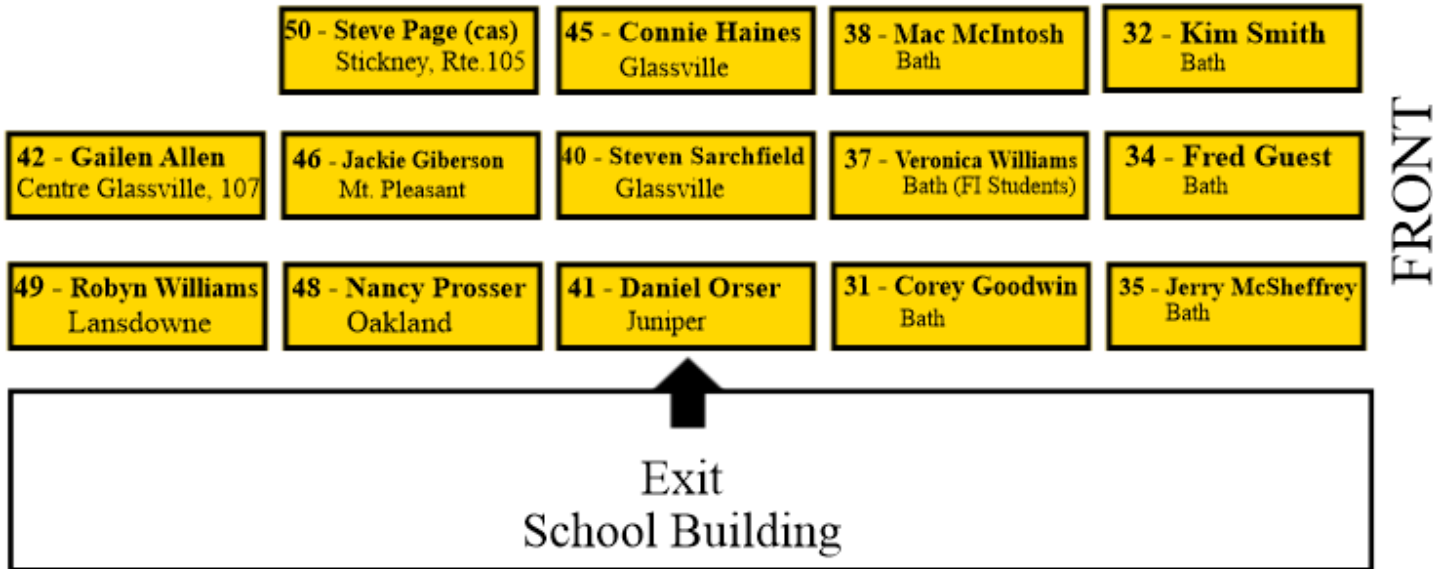 50 - Steve Page (cas)
Stickney, Rte.105
45 - Connie Haines
Glassville
38 - Mac McIntosh
Bath
32 - Kim Smith
Bath
42 - Gailen Allen
Centre Glassville, 107
46 - Jackie Giberson
Mt. Pleasant
40 - Steven Sarchfield
Glassville
37 - Veronica Williams
Bath (FI Students)
34 - Fred Guest
Bath
49 - Robyn Williams
Lansdowne
48 - Nancy Prosser
Oakland
41 - Daniel Orser
Juniper
31 - Corey Goodwin
Bath
35 - Jerry McSheffrey
Bath
FRONT
Exit
School Building